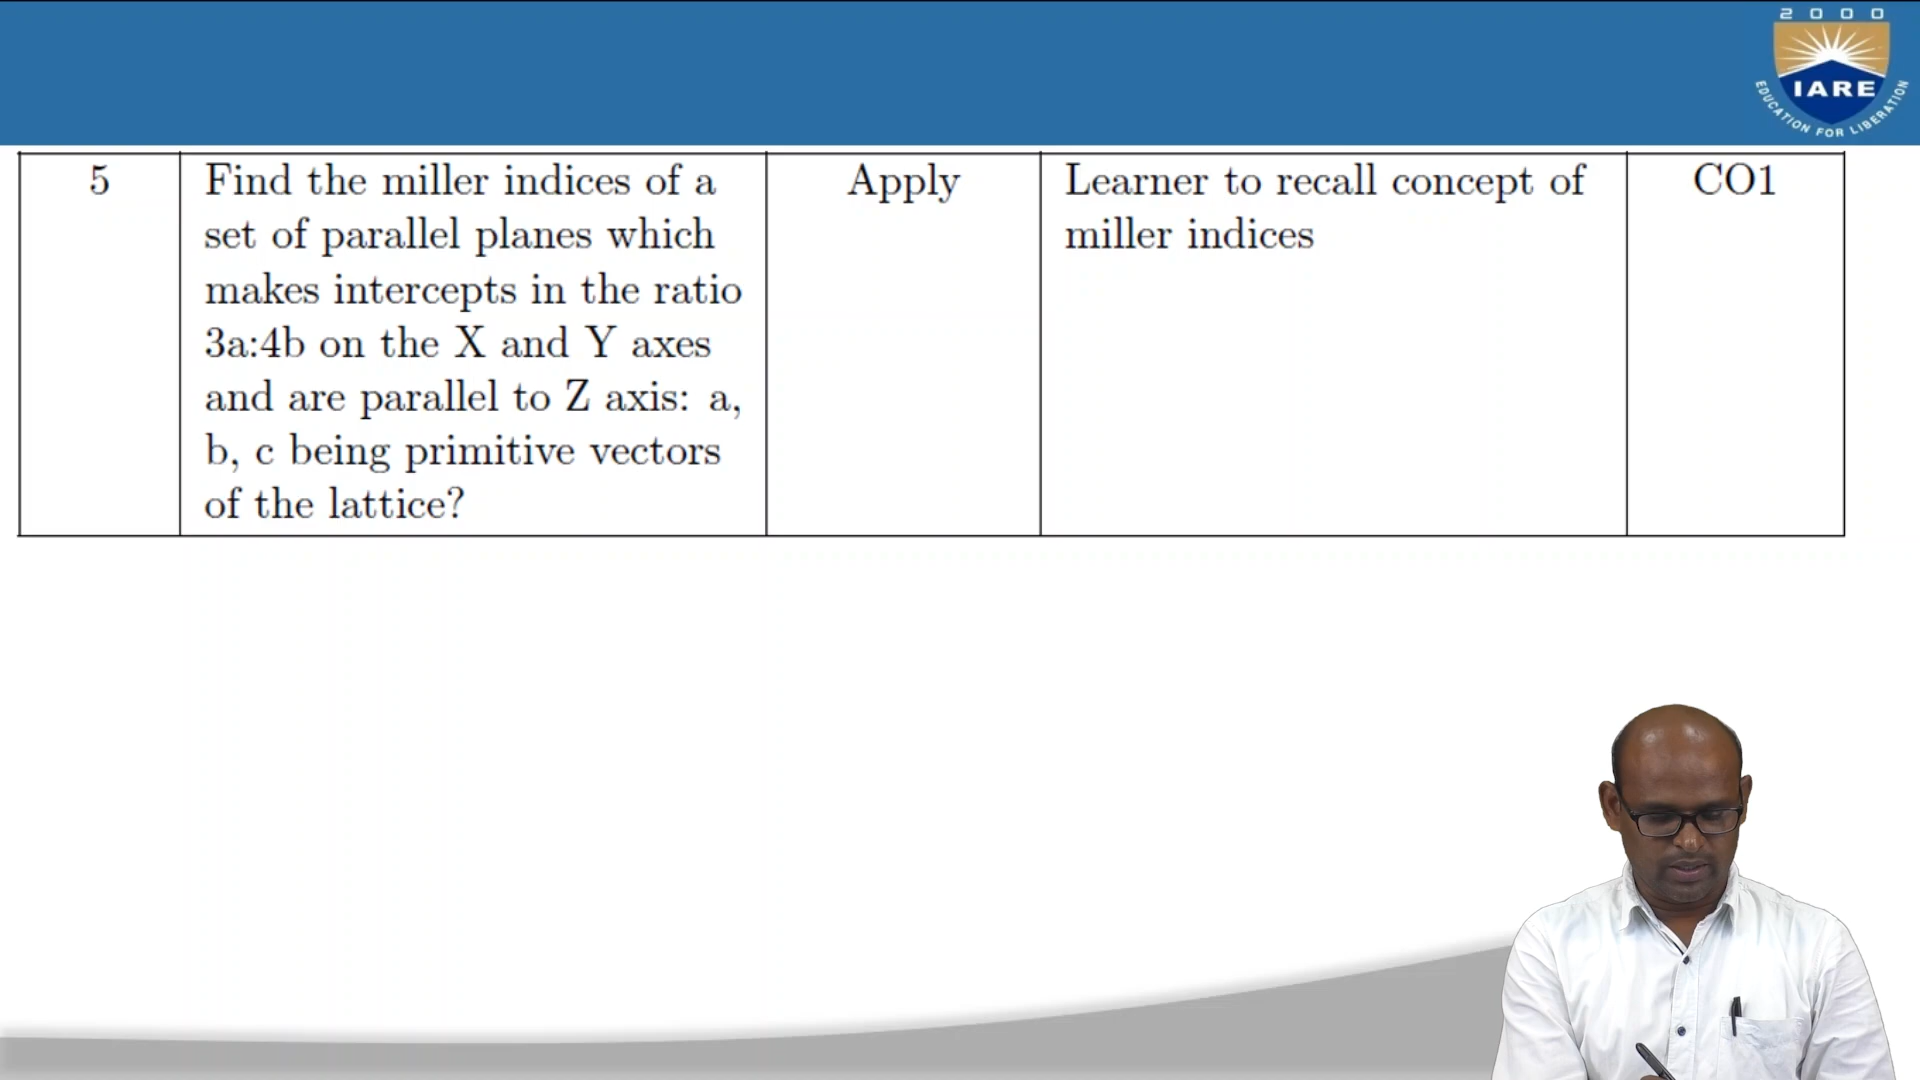 2000
IARE
EDUCATION FOR LIBERATION
5
Find the miller indices of a
set of parallel planes which
makes intercepts in the ratio
3a:4b on the X and Y axes
and are parallel to Z axis: a,
b, c being primitive vectors
of the lattice?
Apply
Learner to recall concept of
miller indices
CO1